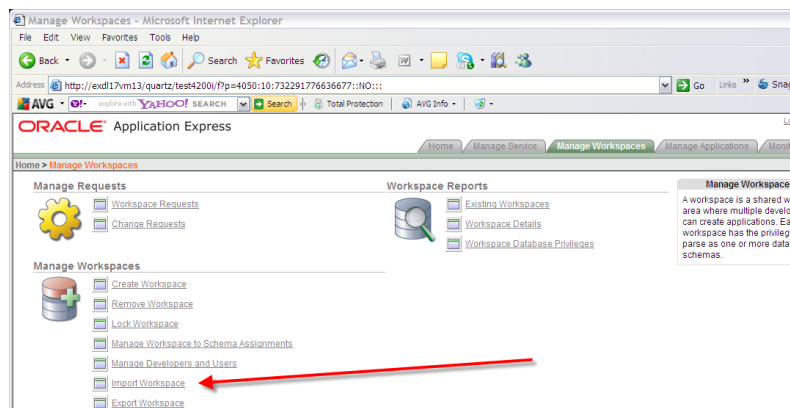 Manage Workspaces - Microsoft Internet Explorer
File Edit View Favorites Tools Help
Back Search Favorites
Address http://exdl17vm13/quartz/test4200i/f?p=4050:10:732291776636677::NO::: Go Links » Snag
AVG explore with YAHOO! SEARCH Search Total Protection AVG Info
ORACLE Application Express
Home Manage Service Manage Workspaces Manage Applications Moni
Home > Manage Workspaces
Manage Requests
Workspace Requests
Change Requests
Manage Workspaces
Create Workspace
Remove Workspace
Lock Workspace
Manage Workspace to Schema Assignments
Manage Developers and Users
Import Workspace
Export Workspace
Workspace Reports
Existing Workspaces
Workspace Details
Workspace Database Privileges
Manage Workspace
A workspace is a shared w
area where multiple develo
can create applications. Ea
workspace has the privileg
parse as one or more data
schemas.